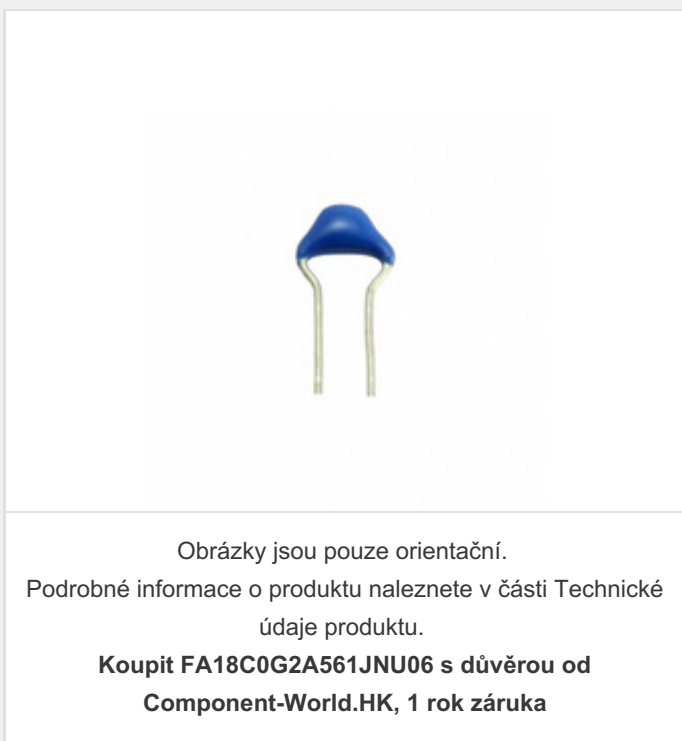 Obrázky jsou pouze orientační.
Podrobné informace o produktu naleznete v části Technické
údaje produktu.
Koupit FA18C0G2A561JNU06 s důvěrou od
Component-World.HK, 1 rok záruka